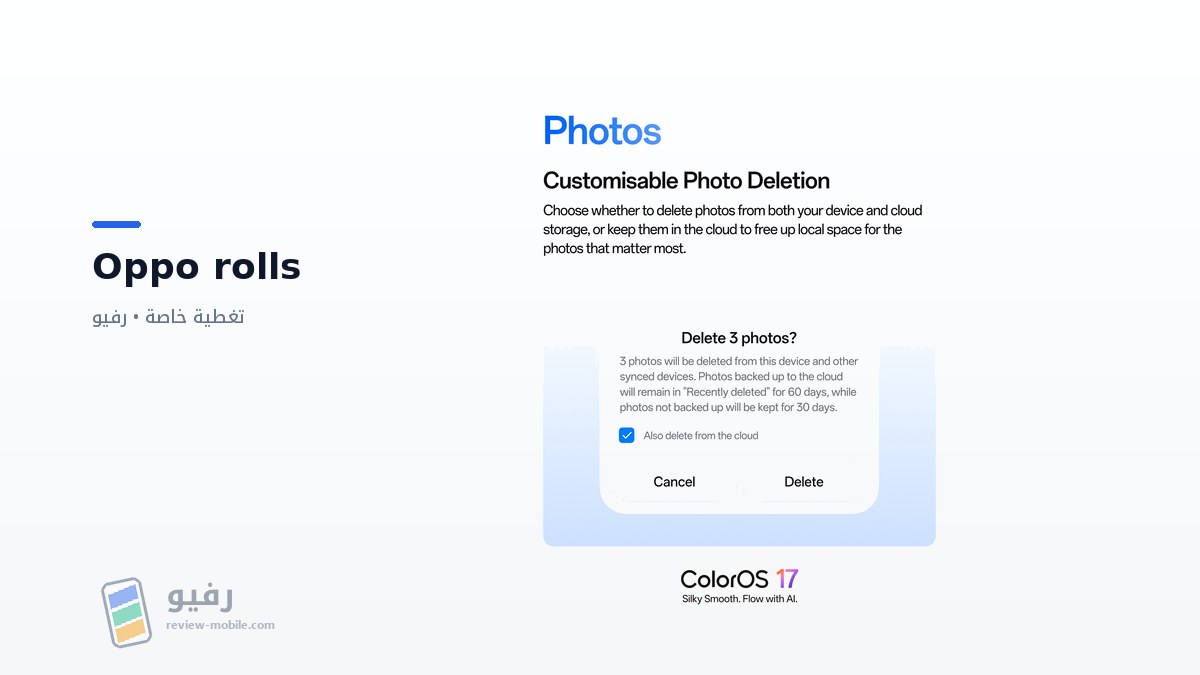 Oppo rolls
تغطية خاصة • رفيو
Photos
Customisable Photo Deletion
Choose whether to delete photos from both your device and cloud
storage, or keep them in the cloud to free up local space for the
photos that matter most.
Delete 3 photos?
3 photos will be deleted from this device and other
synced devices. Photos backed up to the cloud
will remain in "Recently deleted" for 60 days, while
photos not backed up will be kept for 30 days.
Also delete from the cloud
Cancel
Delete
ColorOS 17
Silky Smooth. Flow with AI.
رفيو
review-mobile.com